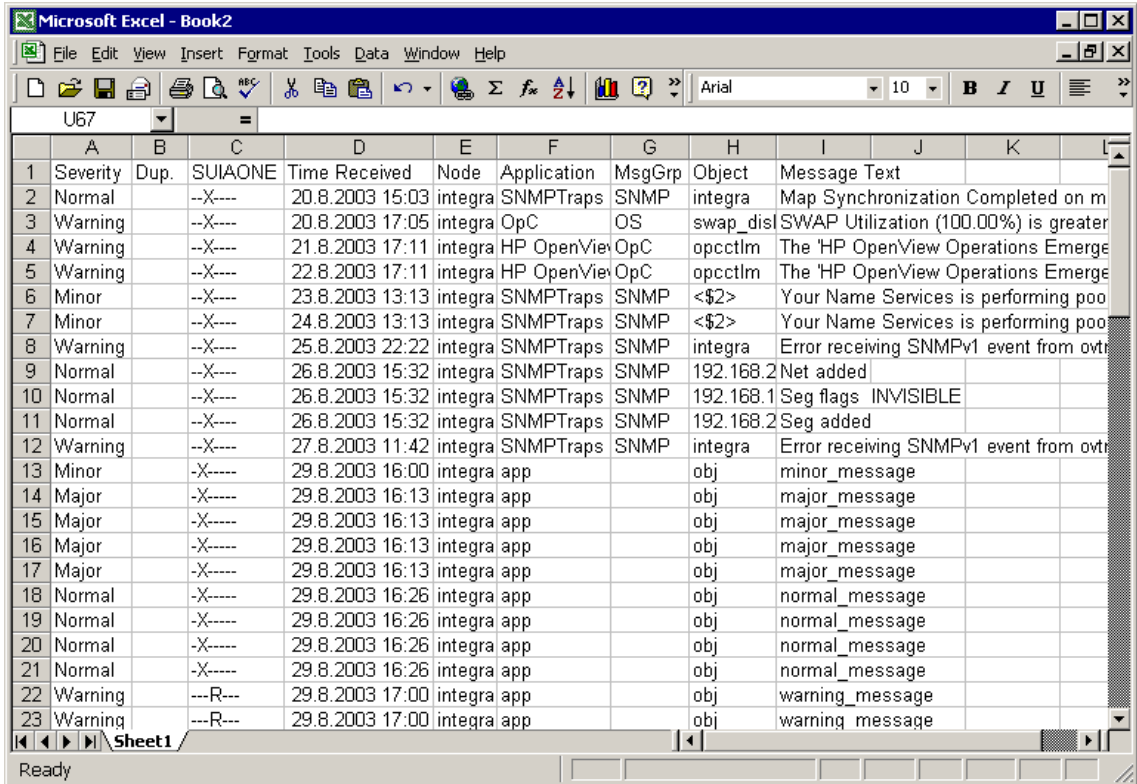 Microsoft Excel - Book2
File Edit View Insert Format Tools Data Window Help
Arial 10 B I U
U67 =
A B C D E F G H I J K L
1 Severity Dup. SUIAONE Time Received Node Application MsgGrp Object Message Text
2 Normal --X---- 20.8.2003 15:03 integra SNMPTraps SNMP integra Map Synchronization Completed on m
3 Warning --X---- 20.8.2003 17:05 integra OpC OS swap_disl SWAP Utilization (100.00%) is greater
4 Warning --X---- 21.8.2003 17:11 integra HP OpenVie OpC opcctlm The 'HP OpenView Operations Emerge
5 Warning --X---- 22.8.2003 17:11 integra HP OpenVie OpC opcctlm The 'HP OpenView Operations Emerge
6 Minor --X---- 23.8.2003 13:13 integra SNMPTraps SNMP <$2> Your Name Services is performing poo
7 Minor --X---- 24.8.2003 13:13 integra SNMPTraps SNMP <$2> Your Name Services is performing poo
8 Warning --X---- 25.8.2003 22:22 integra SNMPTraps SNMP integra Error receiving SNMPv1 event from ovtr
9 Normal --X---- 26.8.2003 15:32 integra SNMPTraps SNMP 192.168.2 Net added
10 Normal --X---- 26.8.2003 15:32 integra SNMPTraps SNMP 192.168.1 Seg flags INVISIBLE
11 Normal --X---- 26.8.2003 15:32 integra SNMPTraps SNMP 192.168.2 Seg added
12 Warning --X---- 27.8.2003 11:42 integra SNMPTraps SNMP integra Error receiving SNMPv1 event from ovtr
13 Minor -X----- 29.8.2003 16:00 integra app obj minor_message
14 Major -X----- 29.8.2003 16:13 integra app obj major_message
15 Major -X----- 29.8.2003 16:13 integra app obj major_message
16 Major -X----- 29.8.2003 16:13 integra app obj major_message
17 Major -X----- 29.8.2003 16:13 integra app obj major_message
18 Normal -X----- 29.8.2003 16:26 integra app obj normal_message
19 Normal -X----- 29.8.2003 16:26 integra app obj normal_message
20 Normal -X----- 29.8.2003 16:26 integra app obj normal_message
21 Normal -X----- 29.8.2003 16:26 integra app obj normal_message
22 Warning ---R--- 29.8.2003 17:00 integra app obj warning_message
23 Warning ---R--- 29.8.2003 17:00 integra app obj warning_message
Sheet1
Ready